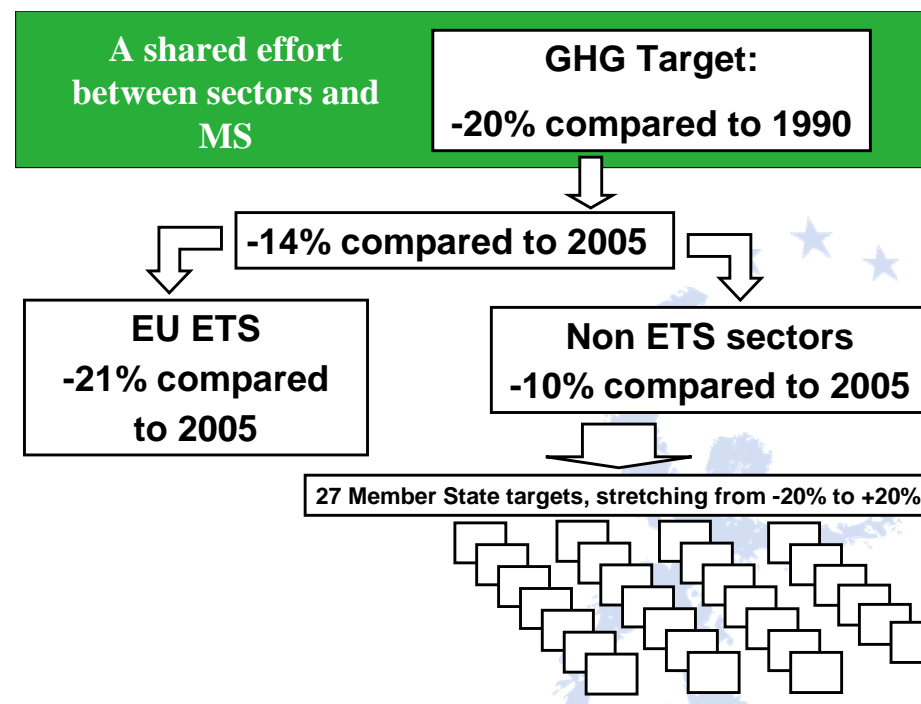 A shared effort
between sectors and
MS
GHG Target:
-20% compared to 1990
-14% compared to 2005
EU ETS
-21% compared
to 2005
Non ETS sectors
-10% compared to 2005
27 Member State targets, stretching from -20% to +20%